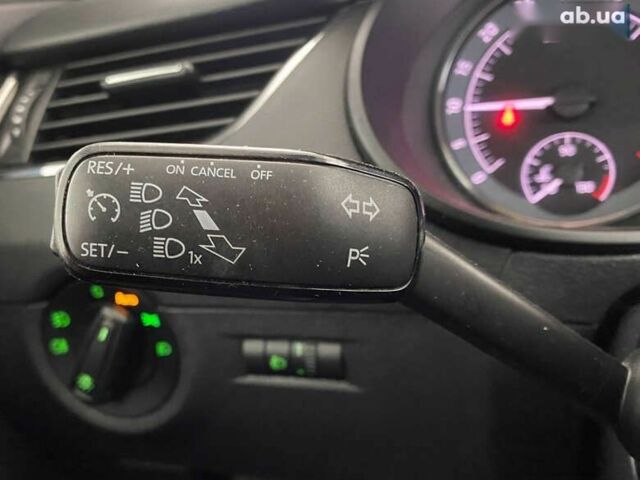 ab.ua
RES/+
ON CANCEL OFF
SET/−
1x
P